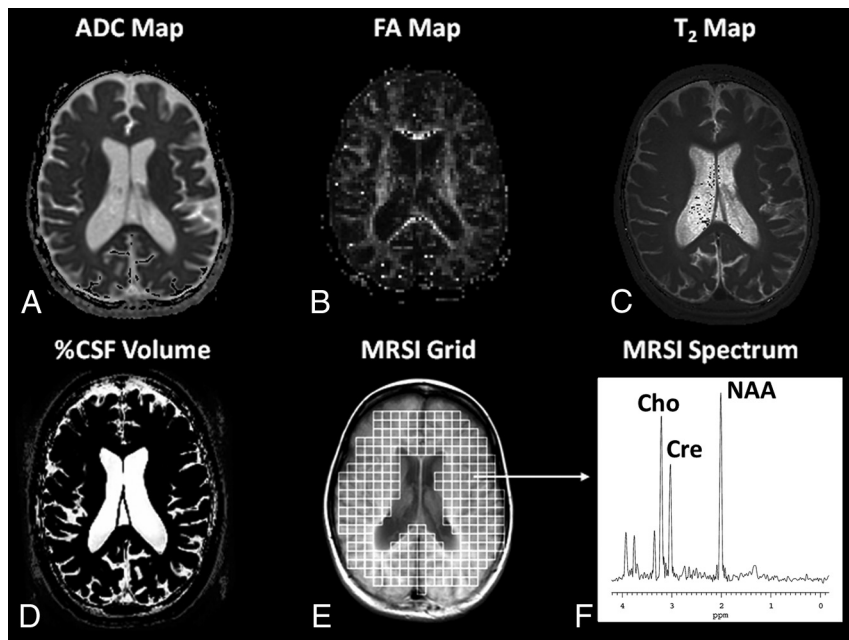 ADC Map
FA Map
T₂ Map
A
B
C
%CSF Volume
MRSI Grid
MRSI Spectrum
Cho
NAA
Cre
4 3 2 1 0
ppm
D
E
F